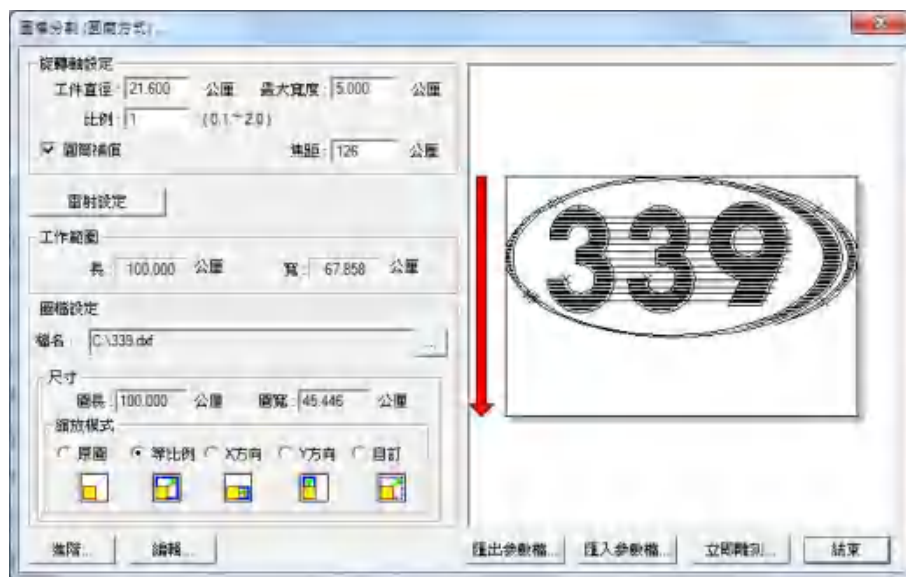 圖檔分割 (圓周方式)...
旋轉軸設定
工件直徑: 21.600 公厘 最大寬度: 5.000 公厘
比例: 1 (0.1 ~ 2.0)
圓筒補償 焦距: 126 公厘
雷射設定
工作範圍
長: 100.000 公厘 寬: 67.858 公厘
圖檔設定
檔名: C:\339.dxf ...
尺寸
圖長: 100.000 公厘 圖寬: 45.446 公厘
縮放模式
原圖 等比例 X方向 Y方向 自訂
進階... 編輯... 匯出參數檔... 匯入參數檔... 立即雕刻... 結束
339